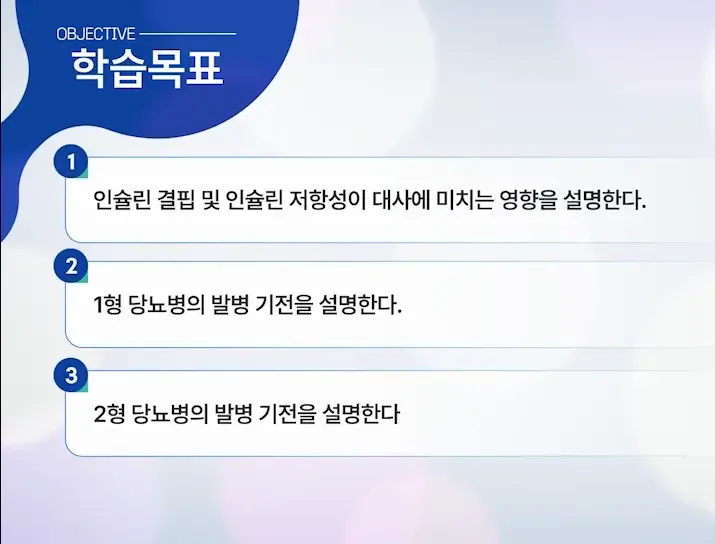 OBJECTIVE
학습목표
1
인슐린 결핍 및 인슐린 저항성이 대사에 미치는 영향을 설명한다.
2
1형 당뇨병의 발병 기전을 설명한다.
3
2형 당뇨병의 발병 기전을 설명한다